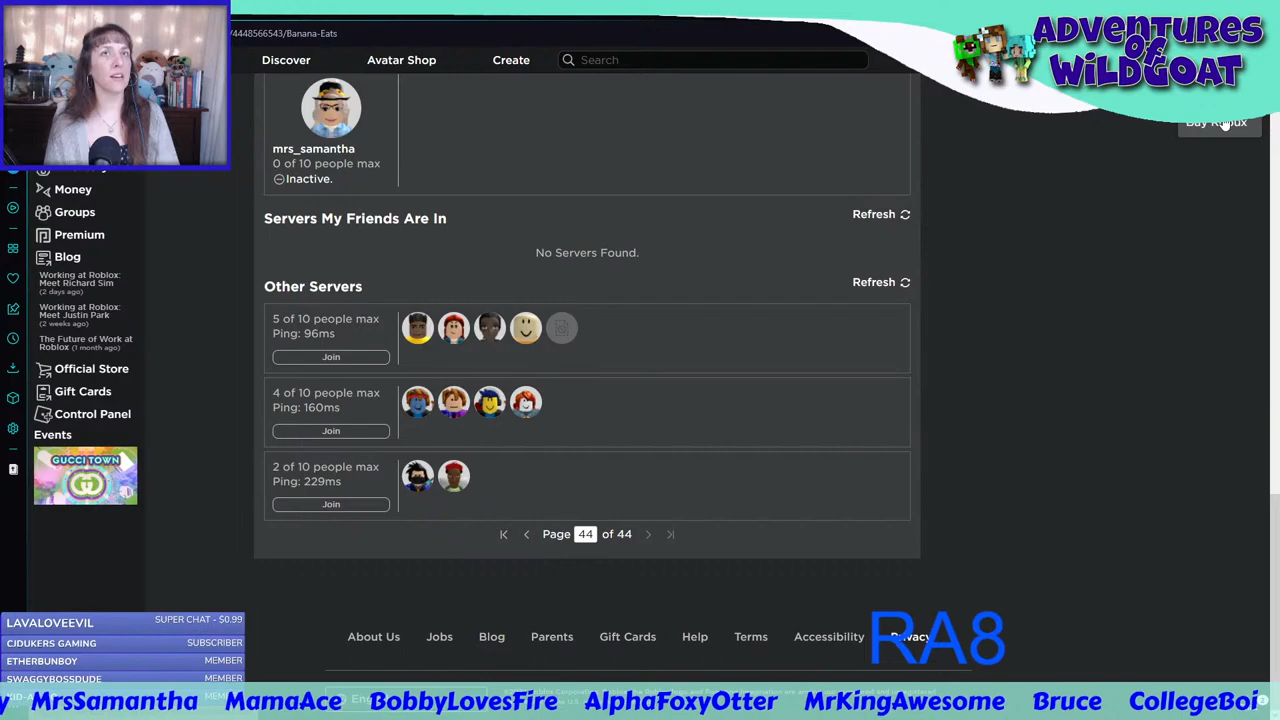 /4448566543/Banana-Eats
ADVENTURES
OF
WILDGOAT
Discover
Avatar Shop
Create
Search
mrs_samantha
0 of 10 people max
Inactive.
Money
Groups
Premium
Blog
Working at Roblox:
Meet Richard Sim
(2 days ago)
Working at Roblox:
Meet Justin Park
(2 weeks ago)
The Future of Work at
Roblox (1 month ago)
Official Store
Gift Cards
Control Panel
Events
GUCCI TOWN
Servers My Friends Are In
Refresh
No Servers Found.
Other Servers
Refresh
5 of 10 people max
Ping: 96ms
Join
4 of 10 people max
Ping: 160ms
Join
2 of 10 people max
Ping: 229ms
Join
Page 44 of 44
LAVALOVEEVIL SUPER CHAT - $0.99
CJDUKERS GAMING SUBSCRIBER
ETHERBUNBOY MEMBER
SWAGGYBOSSDUDE MEMBER
About Us
Jobs
Blog
Parents
Gift Cards
Help
Terms
Accessibility
Privacy
RA8
y MrsSamantha MamaAce BobbyLovesFire AlphaFoxyOtter MrKingAwesome Bruce CollegeBoi